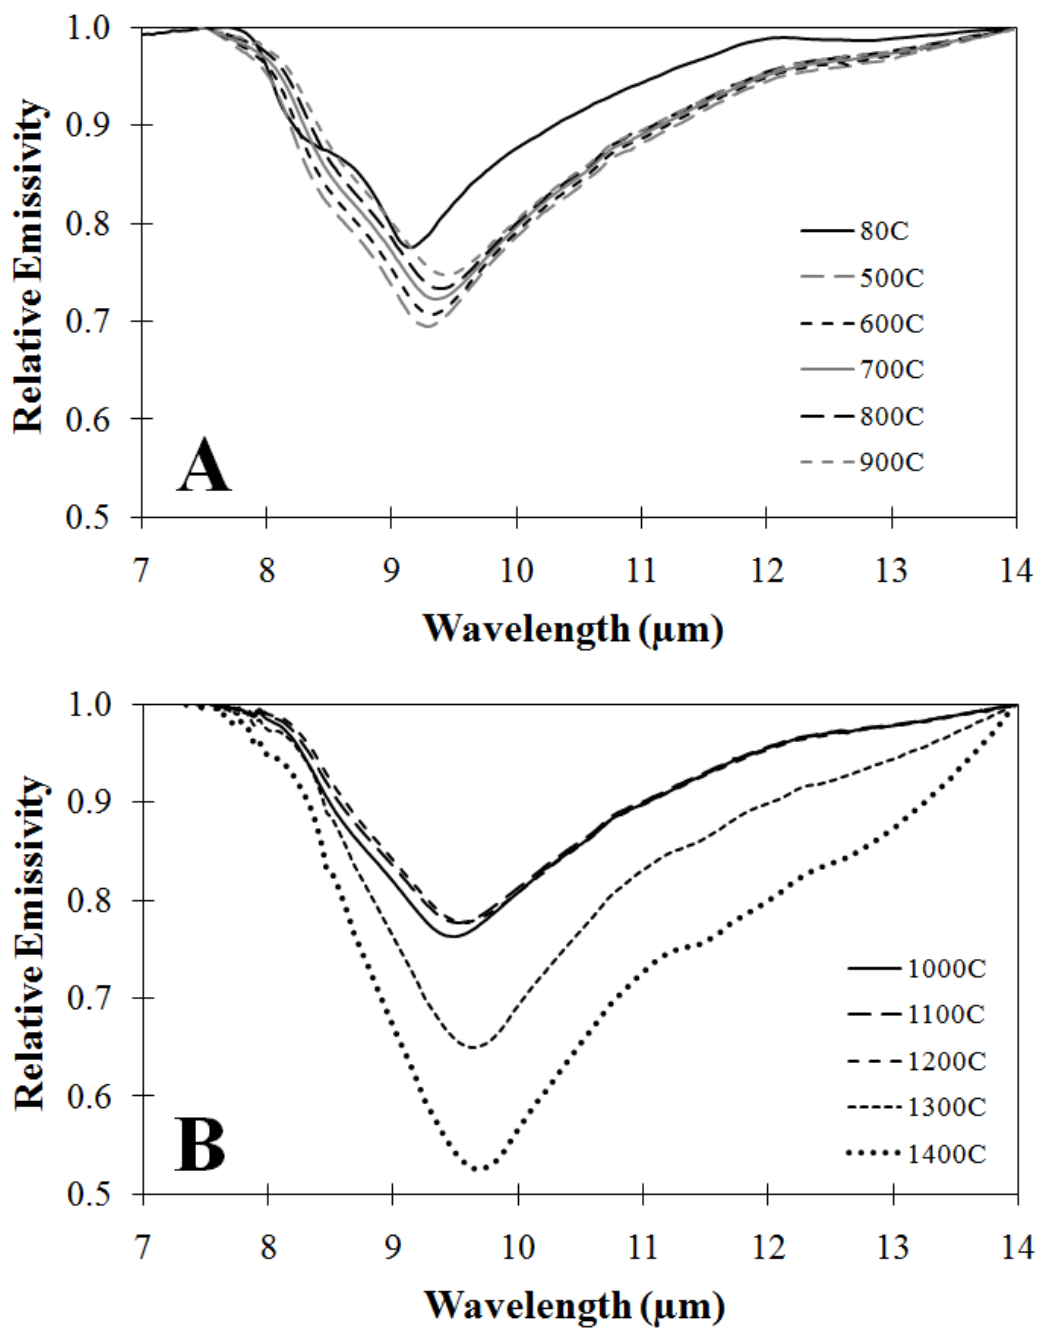 1.0
0.9
0.8
0.7
0.6
0.5
Relative Emissivity
80C
500C
600C
700C
800C
900C
A
7 8 9 10 11 12 13 14
Wavelength (μm)
1.0
0.9
0.8
0.7
0.6
0.5
Relative Emissivity
1000C
1100C
1200C
1300C
1400C
B
7 8 9 10 11 12 13 14
Wavelength (μm)